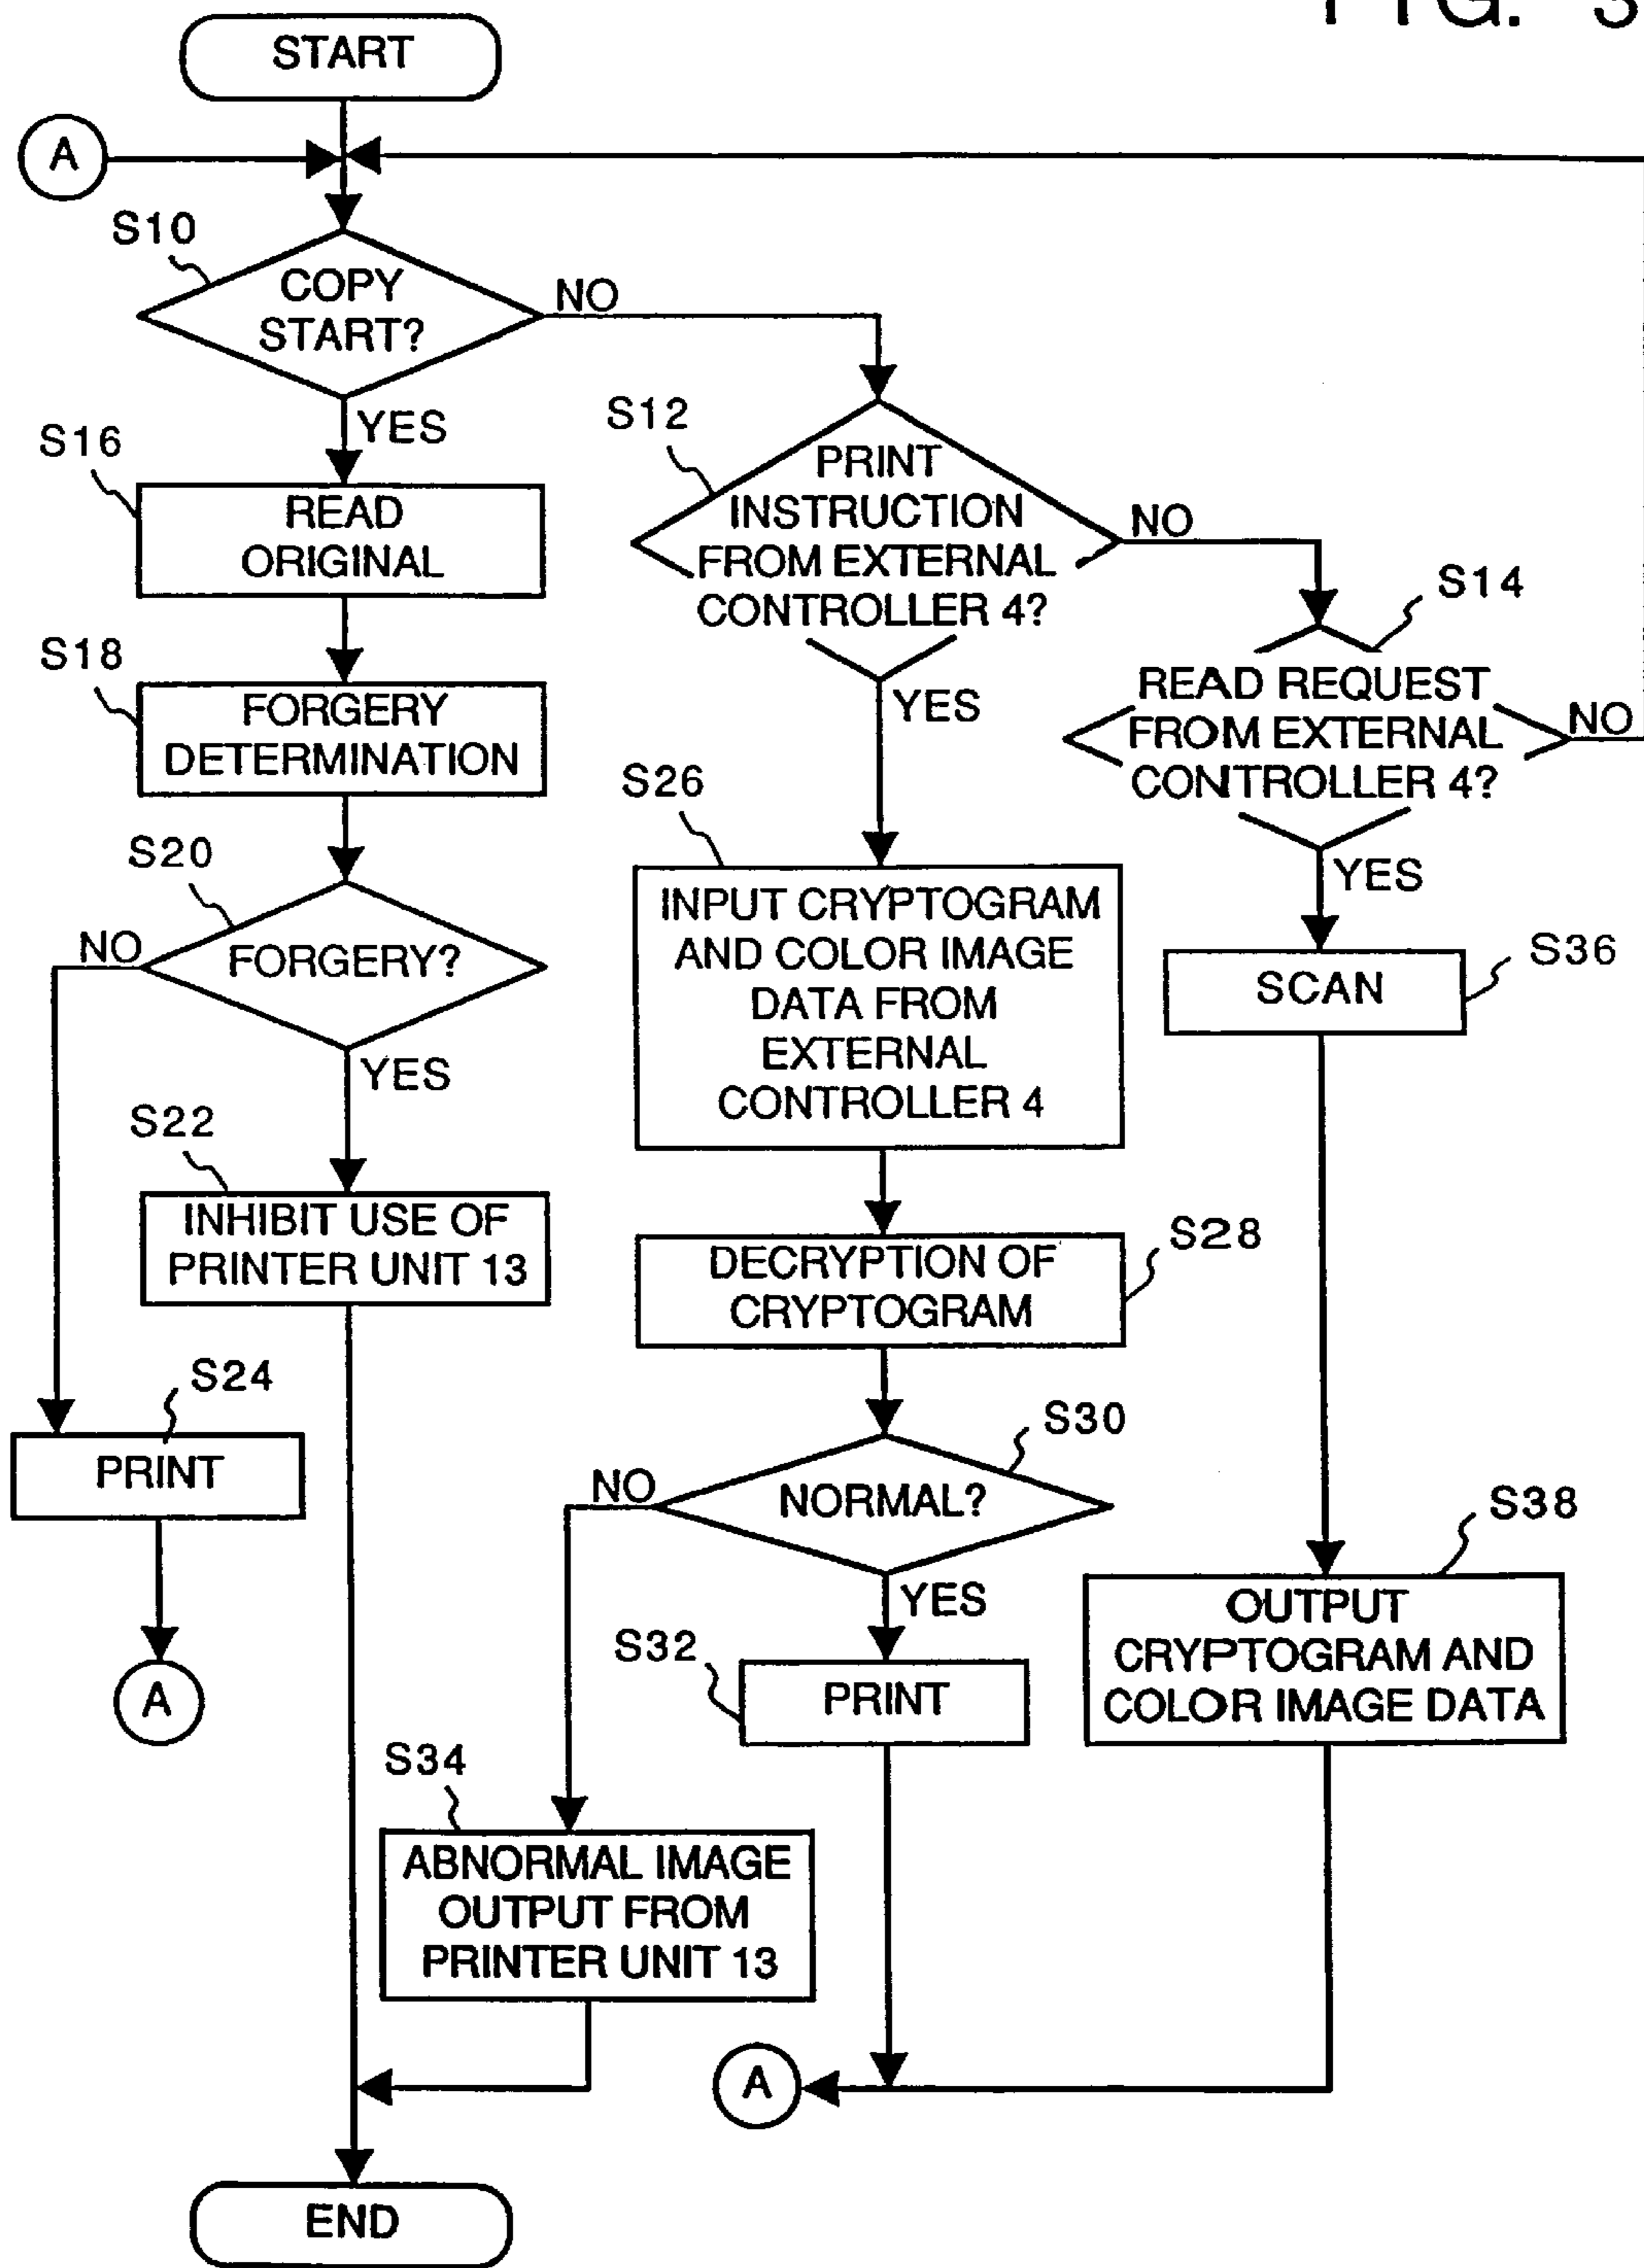 FIG. 3
START
A
S10
COPY
START?
NO
YES
S12
PRINT
INSTRUCTION
FROM EXTERNAL
CONTROLLER 4?
NO
YES
S14
READ REQUEST
FROM EXTERNAL
CONTROLLER 4?
NO
YES
S16
READ
ORIGINAL
S18
FORGERY
DETERMINATION
S20
FORGERY?
NO
YES
S22
INHIBIT USE OF
PRINTER UNIT 13
S24
PRINT
A
S26
INPUT CRYPTOGRAM
AND COLOR IMAGE
DATA FROM
EXTERNAL
CONTROLLER 4
S28
DECRYPTION OF
CRYPTOGRAM
S30
NORMAL?
NO
YES
S32
PRINT
S34
ABNORMAL IMAGE
OUTPUT FROM
PRINTER UNIT 13
S36
SCAN
S38
OUTPUT
CRYPTOGRAM AND
COLOR IMAGE DATA
A
END